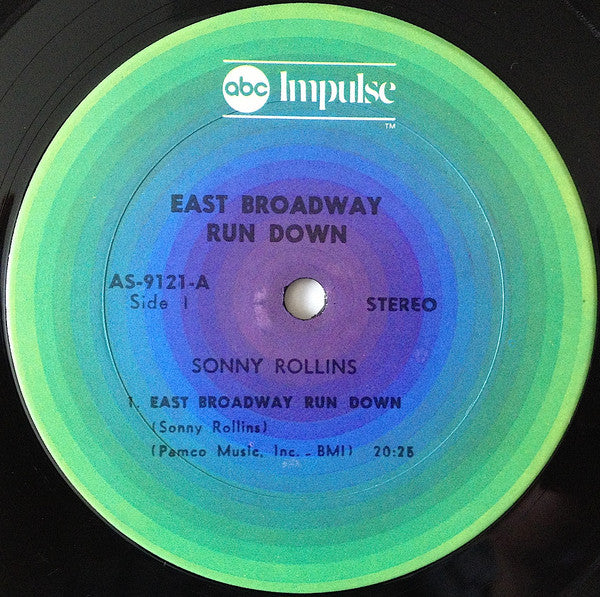 abc Impulse
TM
EAST BROADWAY
RUN DOWN
AS-9121-A
Side 1
STEREO
SONNY ROLLINS
1. EAST BROADWAY RUN DOWN
(Sonny Rollins)
(Pamco Music, Inc. - BMI) 20:25